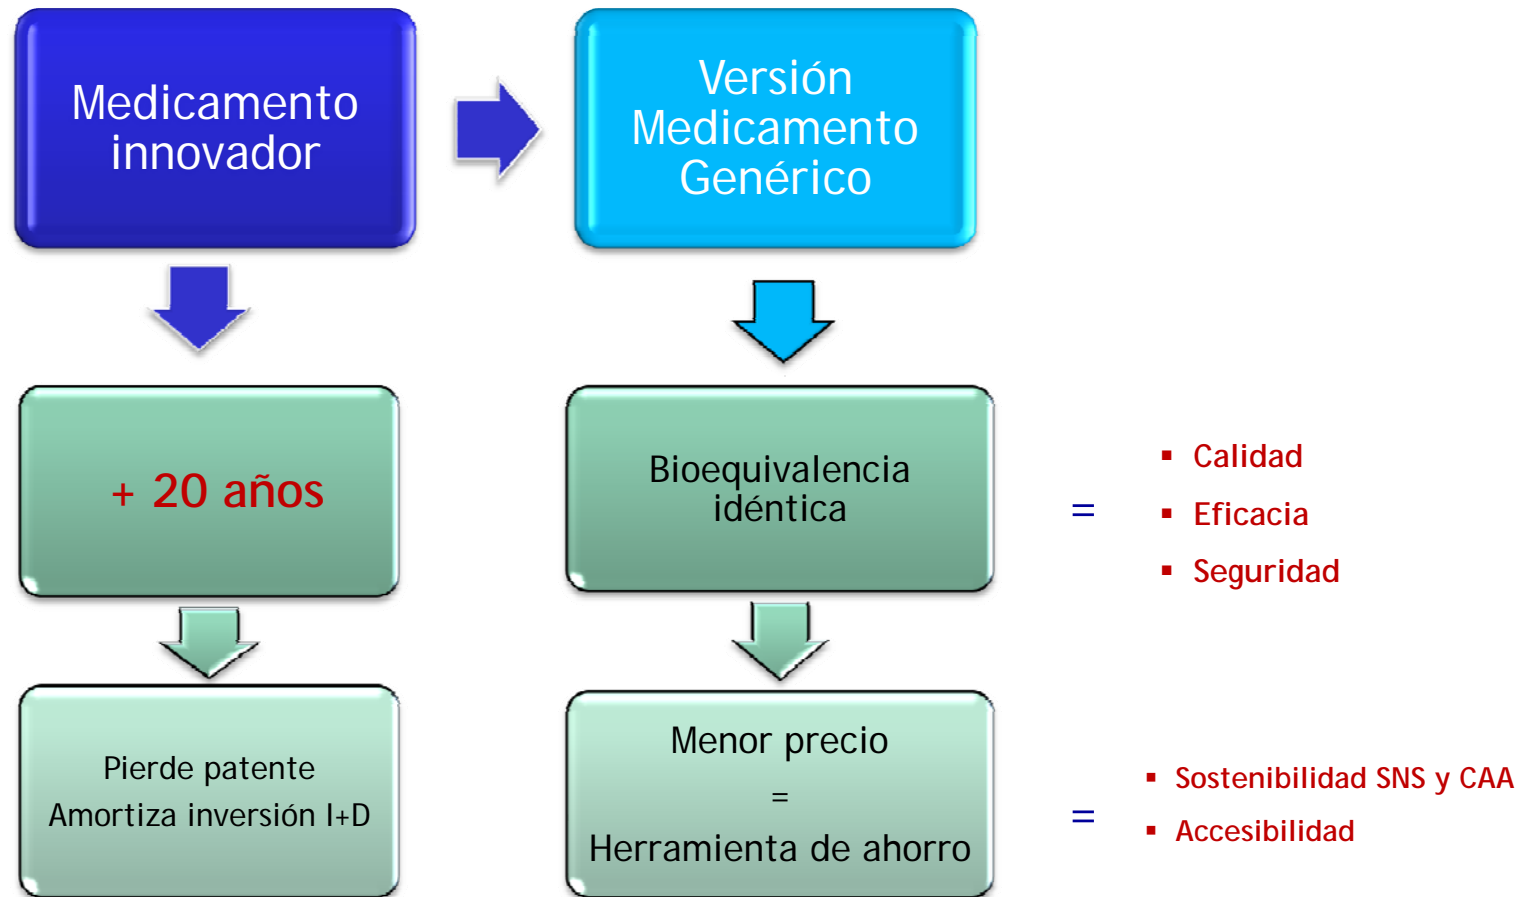 Medicamento
innovador
Versión
Medicamento
Genérico
+ 20 años
Bioequivalencia
idéntica
=
▪ Calidad
▪ Eficacia
▪ Seguridad
Pierde patente
Amortiza inversión I+D
Menor precio
=
Herramienta de ahorro
=
▪ Sostenibilidad SNS y CAA
▪ Accesibilidad